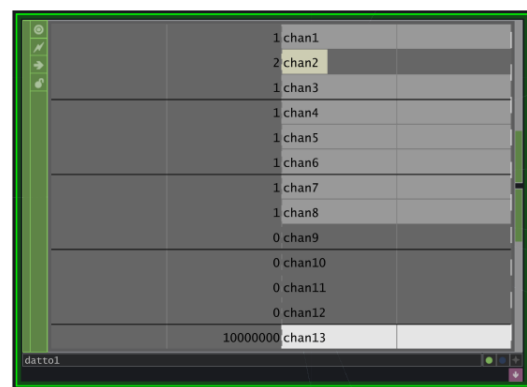 1 chan1
2 chan2
1 chan3
1 chan4
1 chan5
1 chan6
1 chan7
1 chan8
0 chan9
0 chan10
0 chan11
0 chan12
10000000 chan13
datto1